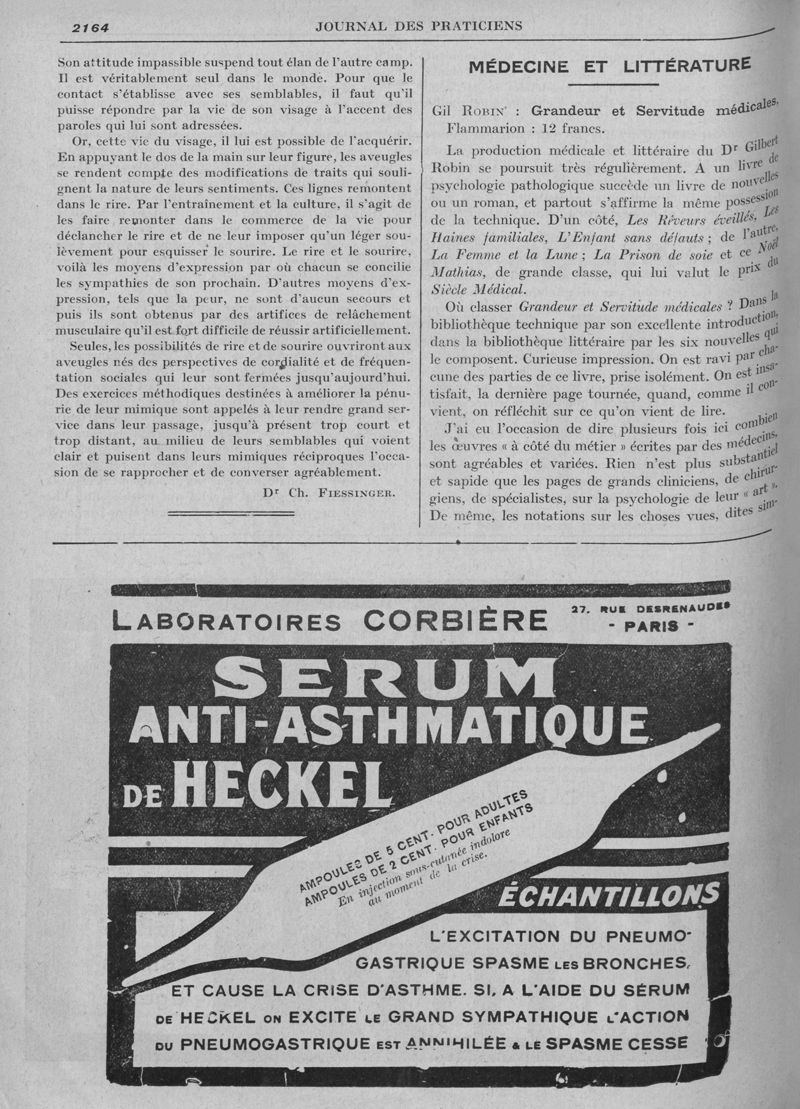 2164
JOURNAL DES PRATICIENS
Son attitude impassible suspend tout élan de l'autre camp.
Il est véritablement seul dans le monde. Pour que le
contact s'établisse avec ses semblables, il faut qu'il
puisse répondre par la vie de son visage à l'accent des
paroles qui lui sont adressées.
Or, cette vie du visage, il lui est possible de l'acquérir.
En appuyant le dos de la main sur leur figure, les aveugles
se rendent compte des modifications de traits qui souli-
gnent la nature de leurs sentiments. Ces lignes remontent
dans le rire. Par l'entraînement et la culture, il s'agit de
les faire remonter dans le commerce de la vie pour
déclancher le rire et de ne leur imposer qu'un léger sou-
lèvement pour esquisser le sourire. Le rire et le sourire,
voilà les moyens d'expression par où chacun se concilie
les sympathies de son prochain. D'autres moyens d'ex-
pression, tels que la peur, ne sont d'aucun secours et
puis ils sont obtenus par des artifices de relâchement
musculaire qu'il est fort difficile de réussir artificiellement.
Seules, les possibilités de rire et de sourire ouvriront aux
aveugles nés des perspectives de cordialité et de fréquen-
tation sociales qui leur sont fermées jusqu'aujourd'hui.
Des exercices méthodiques destinées à améliorer la pénu-
rie de leur mimique sont appelés à leur rendre grand ser-
vice dans leur passage, jusqu'à présent trop court et
trop distant, au milieu de leurs semblables qui voient
clair et puisent dans leurs mimiques réciproques l'occa-
sion de se rapprocher et de converser agréablement.
Dr Ch. FIESSINGER.
MÉDECINE ET LITTÉRATURE
Gil ROBIN : Grandeur et Servitude médicales,
Flammarion : 12 francs.
La production médicale et littéraire du Dr Gilbert
Robin se poursuit très régulièrement. A un livre de
psychologie pathologique succède un livre de nouvelles
ou un roman, et partout s'affirme la même possession
de la technique. D'un côté, Les Rêveurs éveillés, Les
Haines familiales, L'Enfant sans défauts ; de l'autre,
La Femme et la Lune ; La Prison de soie et ce Noël
Mathias, de grande classe, qui lui valut le prix du
Siècle Médical.
Où classer Grandeur et Servitude médicales ? Dans la
bibliothèque technique par son excellente introduction,
dans la bibliothèque littéraire par les six nouvelles qui
le composent. Curieuse impression. On est ravi par cha-
cune des parties de ce livre, prise isolément. On est insa-
tisfait, la dernière page tournée, quand, comme il con-
vient, on réfléchit sur ce qu'on vient de lire.
J'ai eu l'occasion de dire plusieurs fois ici combien
les œuvres « à côté du métier » écrites par des médecins,
sont agréables et variées. Rien n'est plus substantiel
et sapide que les pages de grands cliniciens, de chirur-
giens, de spécialistes, sur la psychologie de leur « art ».
De même, les notations sur les choses vues, dites sim-
LABORATOIRES CORBIÈRE
27, RUE DESRENAUDES
- PARIS -
SERUM
ANTI-ASTHMATIQUE
DE HECKEL
AMPOULES DE 5 CENT. POUR ADULTES
AMPOULES DE 2 CENT. POUR ENFANTS
En injection sous-cutanée indolore
au moment de la crise.
ÉCHANTILLONS
L'EXCITATION DU PNEUMO-
GASTRIQUE SPASME LES BRONCHES,
ET CAUSE LA CRISE D'ASTHME. SI, A L'AIDE DU SÉRUM
DE HECKEL ON EXCITE LE GRAND SYMPATHIQUE L'ACTION
DU PNEUMOGASTRIQUE EST ANNIHILÉE & LE SPASME CESSE